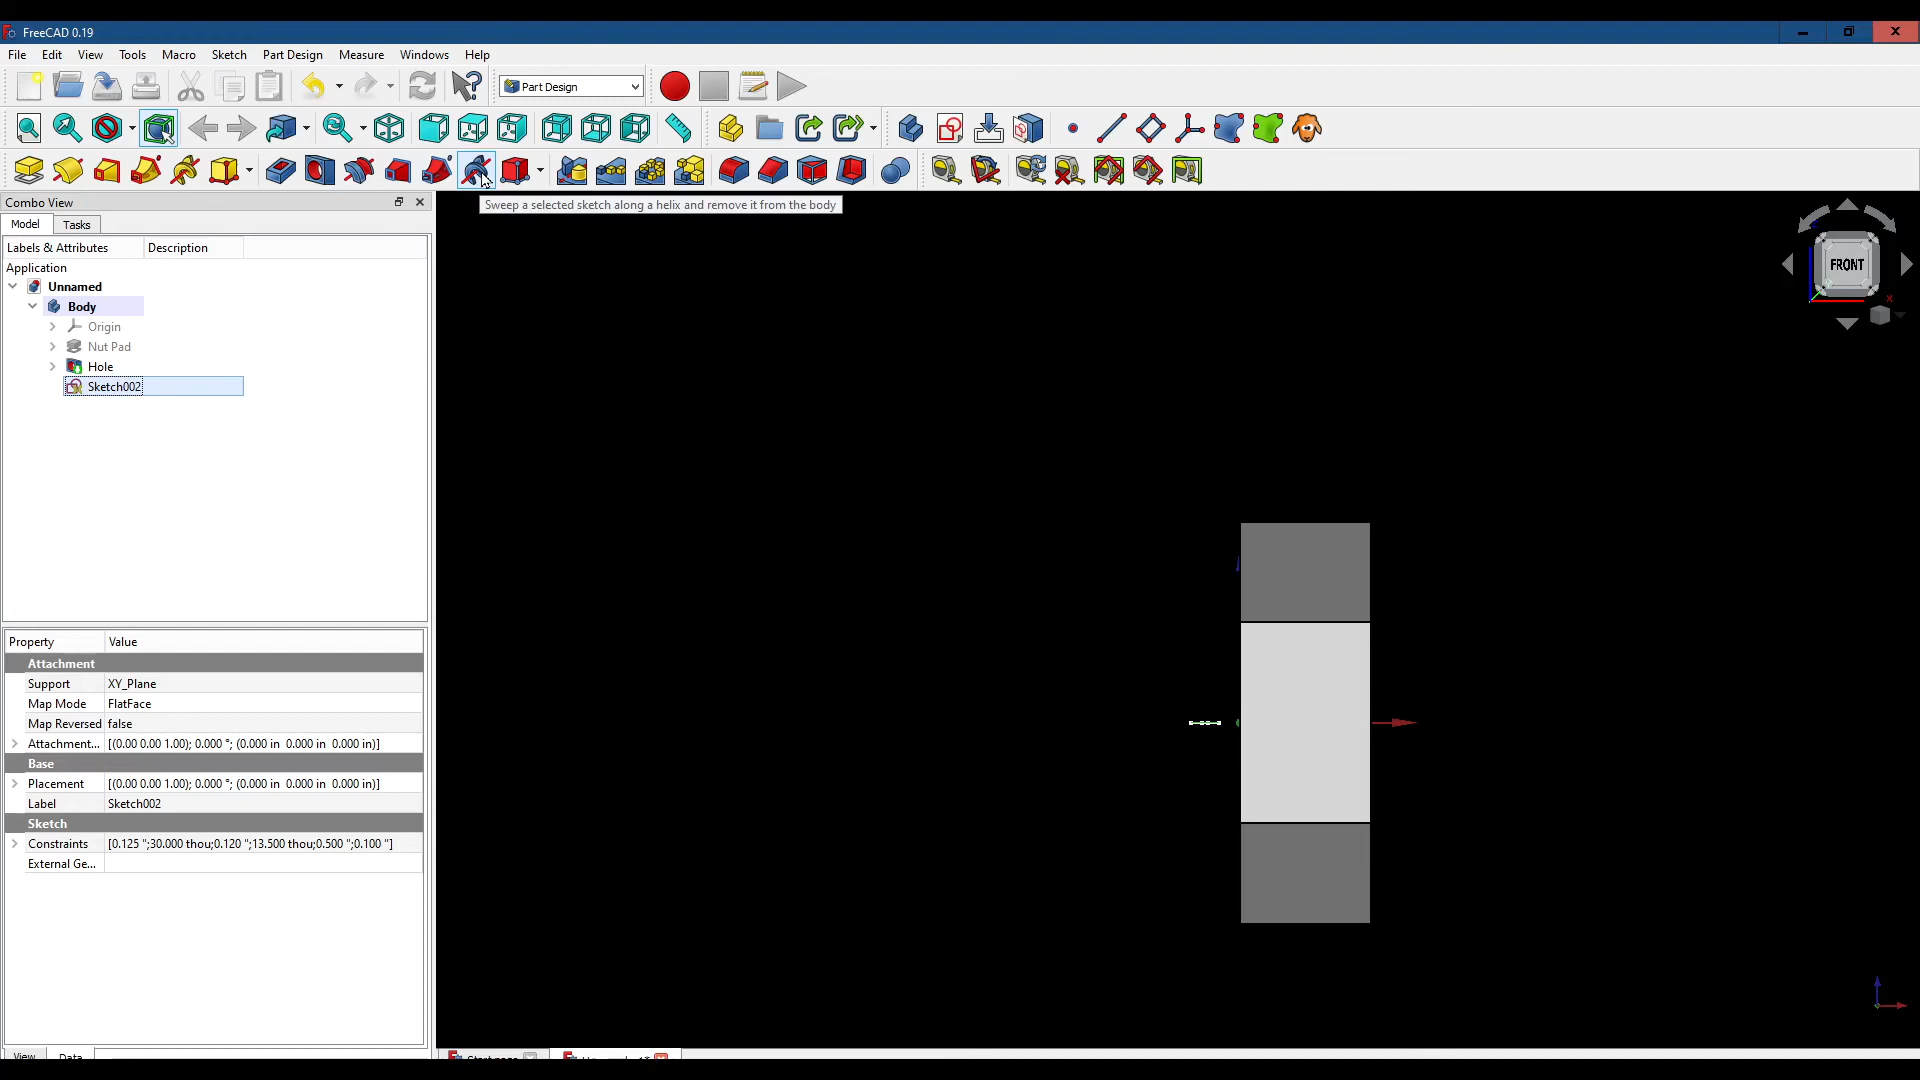 FreeCAD 0.19
File Edit View Tools Macro Sketch Part Design Measure Windows Help
Part Design
Sweep a selected sketch along a helix and remove it from the body
Combo View
Model Tasks
Labels & Attributes Description
Application
Unnamed
Body
Origin
Nut Pad
Hole
Sketch002
FRONT
x
Property Value
Attachment
Support XY_Plane
Map Mode FlatFace
Map Reversed false
Attachment... [(0.00 0.00 1.00); 0.000 °; (0.000 in 0.000 in 0.000 in)]
Base
Placement [(0.00 0.00 1.00); 0.000 °; (0.000 in 0.000 in 0.000 in)]
Label Sketch002
Sketch
Constraints [0.125 ";30.000 thou;0.120 ";13.500 thou;0.500 ";0.100 "]
External Ge...
View Data
Start page